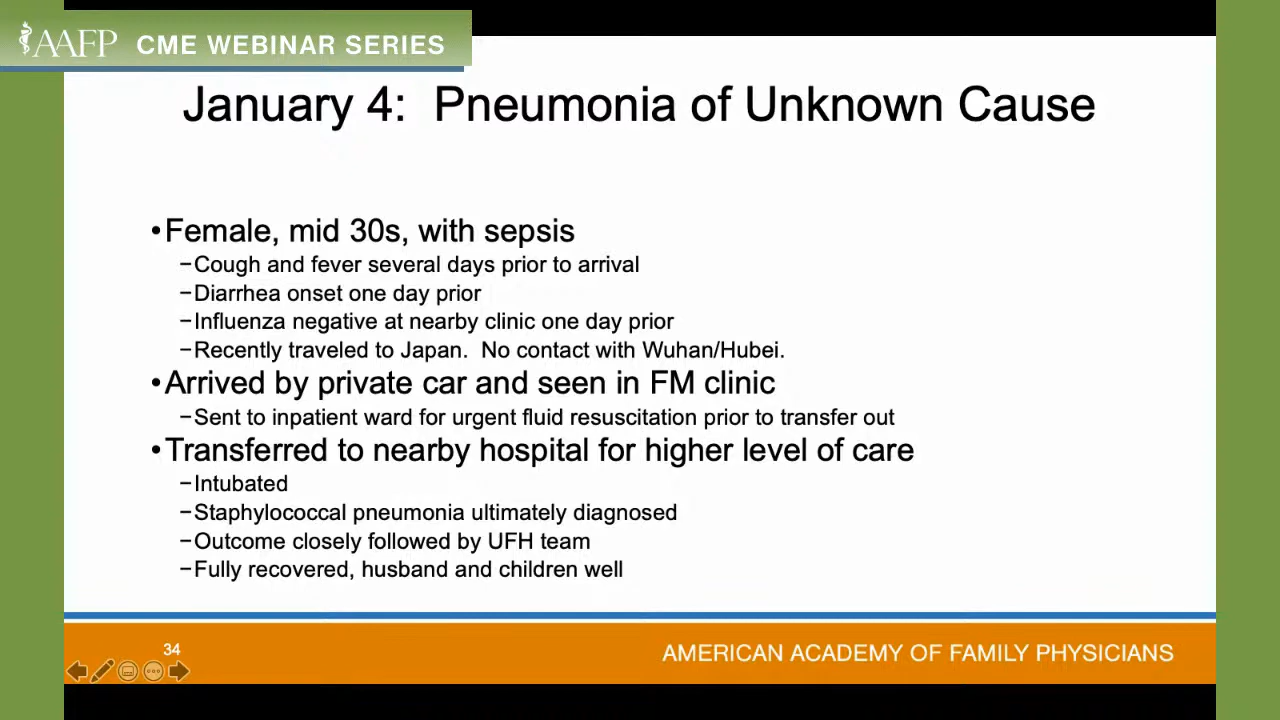 AAFP CME WEBINAR SERIES
January 4:  Pneumonia of Unknown Cause
•Female, mid 30s, with sepsis
–Cough and fever several days prior to arrival
–Diarrhea onset one day prior
–Influenza negative at nearby clinic one day prior
–Recently traveled to Japan.  No contact with Wuhan/Hubei.
•Arrived by private car and seen in FM clinic
–Sent to inpatient ward for urgent fluid resuscitation prior to transfer out
•Transferred to nearby hospital for higher level of care
–Intubated
–Staphylococcal pneumonia ultimately diagnosed
–Outcome closely followed by UFH team
–Fully recovered, husband and children well
34
AMERICAN ACADEMY OF FAMILY PHYSICIANS